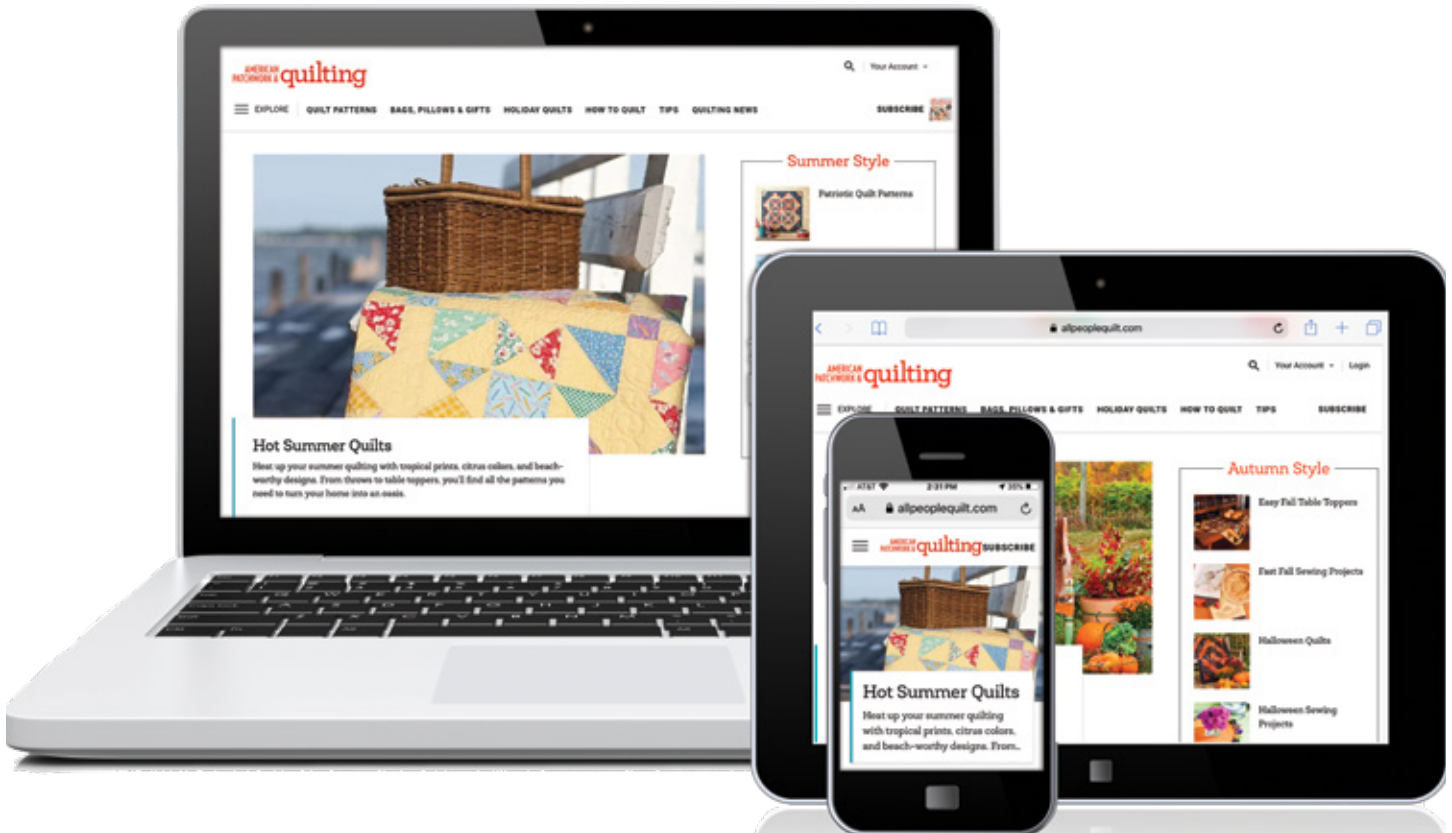 AMERICAN
PATCHWORK & quilting
Your Account
EXPLORE QUILT PATTERNS BAGS, PILLOWS & GIFTS HOLIDAY QUILTS HOW TO QUILT TIPS QUILTING NEWS SUBSCRIBE
Summer Style
Patriotic Quilt Patterns
Hot Summer Quilts
Heat up your summer quilting with tropical prints, citrus colors, and beach-
worthy designs. From throws to table toppers, you'll find all the patterns you
need to turn your home into an oasis.
allpeoplequilt.com
AMERICAN
PATCHWORK & quilting
Your Account Login
EXPLORE QUILT PATTERNS BAGS, PILLOWS & GIFTS HOLIDAY QUILTS HOW TO QUILT TIPS SUBSCRIBE
Autumn Style
Easy Fall Table Toppers
Fast Fall Sewing Projects
Halloween Quilts
Halloween Sewing
Projects
AT&T 2:31 PM 35%
AA allpeoplequilt.com
AMERICAN
PATCHWORK & quilting SUBSCRIBE
Hot Summer Quilts
Heat up your summer quilting
with tropical prints, citrus colors,
and beach-worthy designs. From...